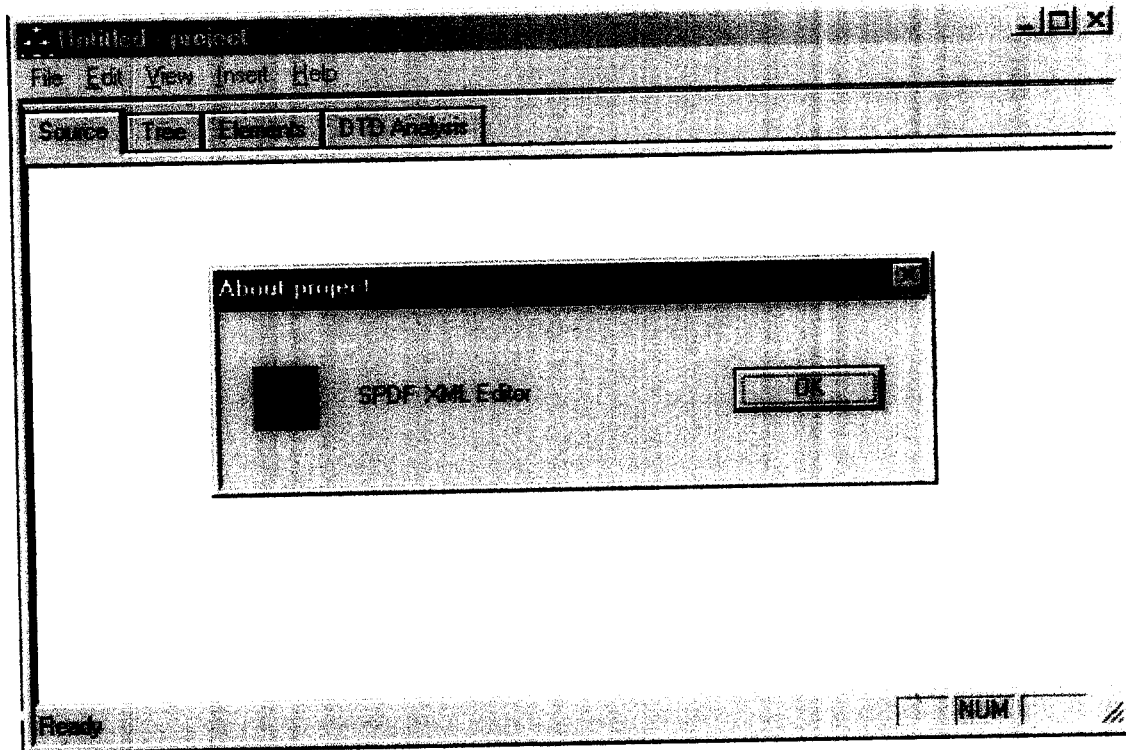 Untitled - project
File Edit View Insert Help
Source Tree Elements DTD Analysis
About project
SPDF XML Editor
OK
Ready
NUM